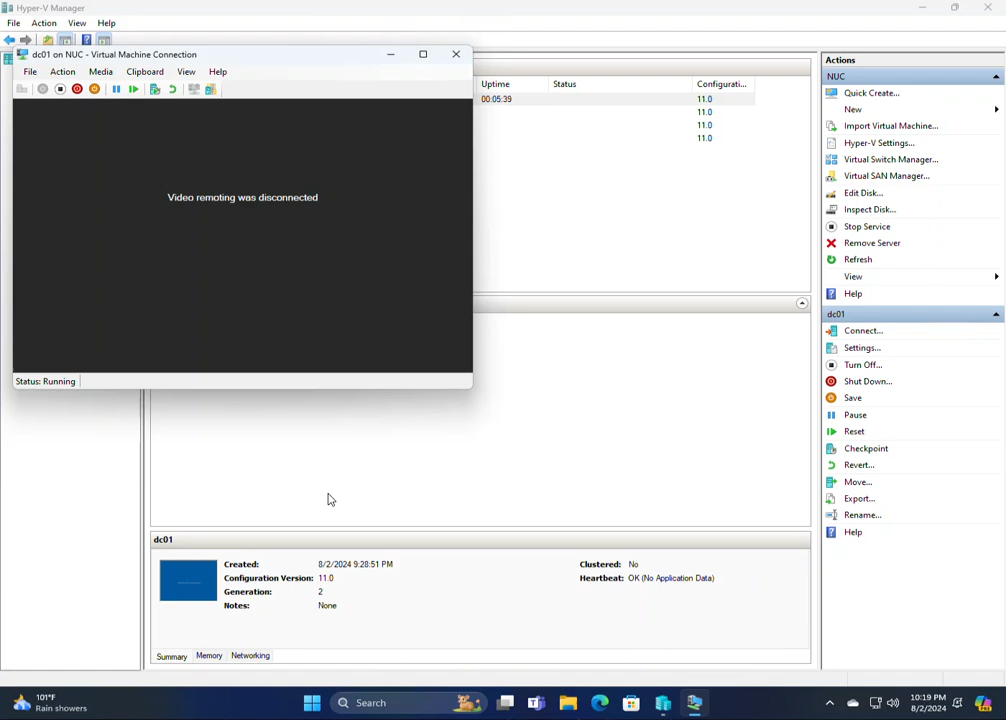 Hyper-V Manager
File Action View Help
dc01 on NUC - Virtual Machine Connection
File Action Media Clipboard View Help
Video remoting was disconnected
Status: Running
Uptime Status Configurati...
00:05:39 11.0
11.0
11.0
11.0
dc01
Created: 8/2/2024 9:28:51 PM Clustered: No
Configuration Version: 11.0 Heartbeat: OK (No Application Data)
Generation: 2
Notes: None
Summary Memory Networking
Actions
NUC
Quick Create...
New
Import Virtual Machine...
Hyper-V Settings...
Virtual Switch Manager...
Virtual SAN Manager...
Edit Disk...
Inspect Disk...
Stop Service
Remove Server
Refresh
View
Help
dc01
Connect...
Settings...
Turn Off...
Shut Down...
Save
Pause
Reset
Checkpoint
Revert...
Move...
Export...
Rename...
Help
101°F
Rain showers
Search
10:19 PM
8/2/2024